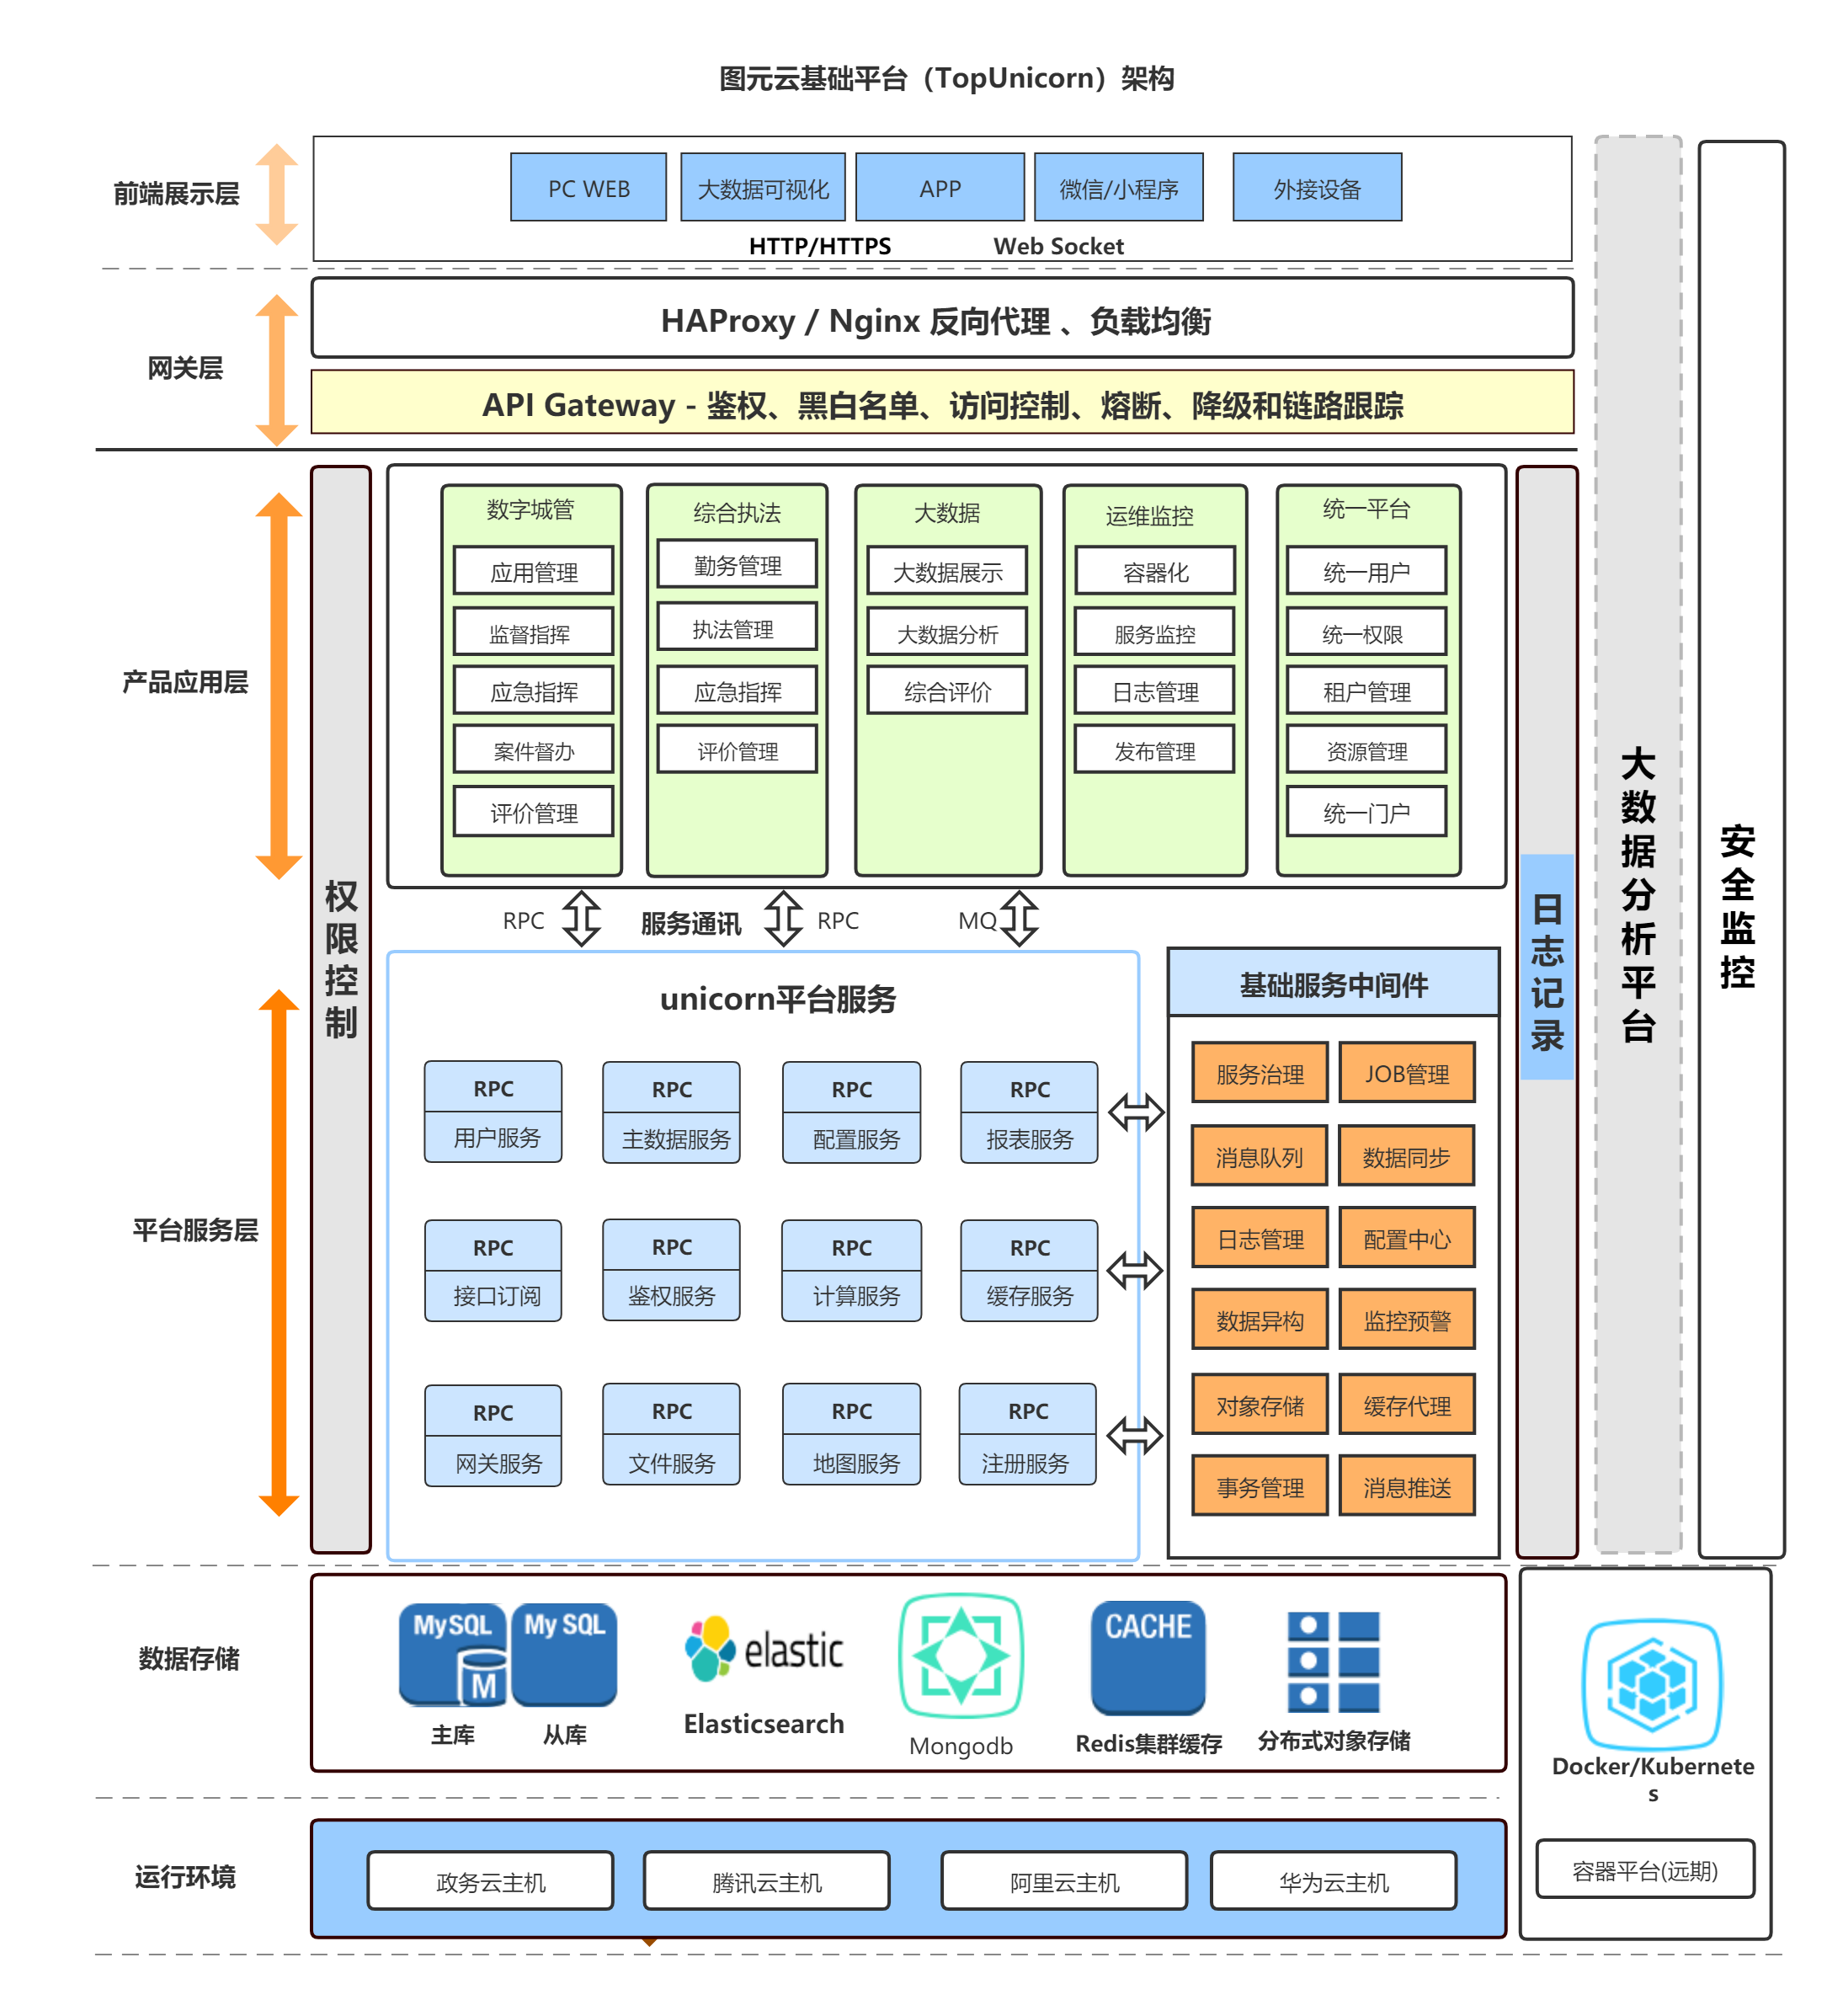 图元云基础平台（TopUnicorn）架构
前端展示层
PC WEB
大数据可视化
APP
微信/小程序
外接设备
HTTP/HTTPS
Web Socket
网关层
HAProxy / Nginx 反向代理 、负载均衡
API Gateway - 鉴权、黑白名单、访问控制、熔断、降级和链路跟踪
产品应用层
权限控制
数字城管
应用管理
监督指挥
应急指挥
案件督办
评价管理
综合执法
勤务管理
执法管理
应急指挥
评价管理
大数据
大数据展示
大数据分析
综合评价
运维监控
容器化
服务监控
日志管理
发布管理
统一平台
统一用户
统一权限
租户管理
资源管理
统一门户
日志记录
大数据分析平台
安全监控
RPC
服务通讯
RPC
MQ
平台服务层
unicorn平台服务
RPC
用户服务
RPC
主数据服务
RPC
配置服务
RPC
报表服务
RPC
接口订阅
RPC
鉴权服务
RPC
计算服务
RPC
缓存服务
RPC
网关服务
RPC
文件服务
RPC
地图服务
RPC
注册服务
基础服务中间件
服务治理
JOB管理
消息队列
数据同步
日志管理
配置中心
数据异构
监控预警
对象存储
缓存代理
事务管理
消息推送
数据存储
MySQL
M
主库
My SQL
从库
elastic
Elasticsearch
Mongodb
CACHE
Redis集群缓存
分布式对象存储
Docker/Kubernete
s
容器平台(远期)
运行环境
政务云主机
腾讯云主机
阿里云主机
华为云主机